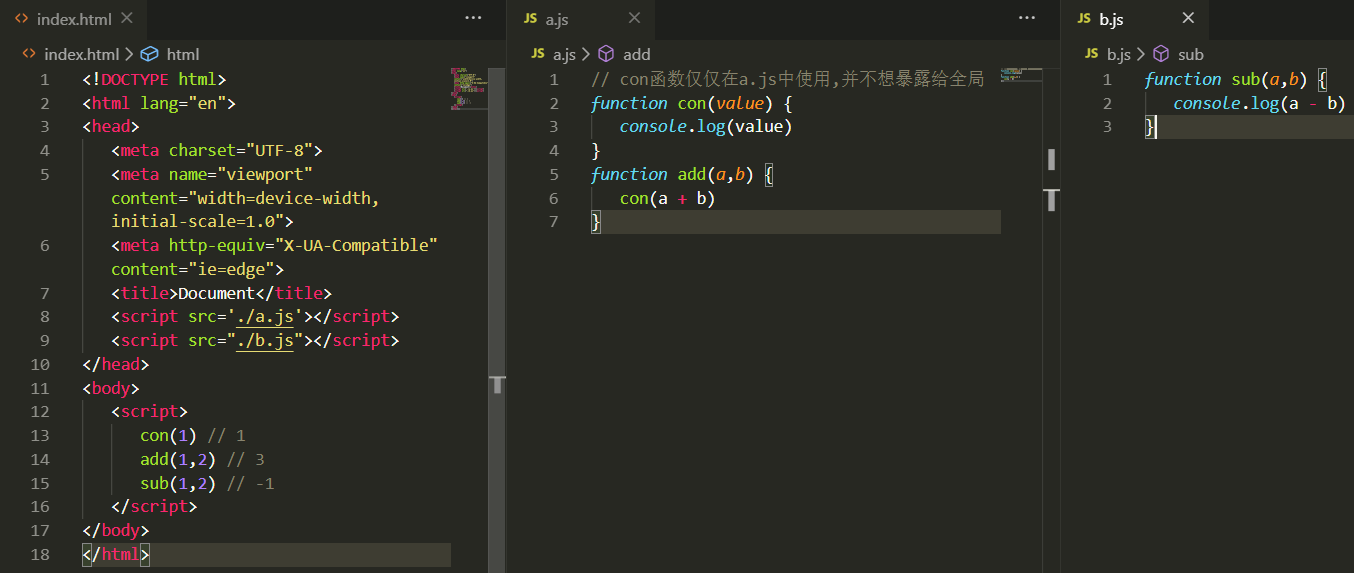 index.html
index.html > html
1 <!DOCTYPE html>
2 <html lang="en">
3 <head>
4 <meta charset="UTF-8">
5 <meta name="viewport"
content="width=device-width,
initial-scale=1.0">
6 <meta http-equiv="X-UA-Compatible"
content="ie=edge">
7 <title>Document</title>
8 <script src='./a.js'></script>
9 <script src="./b.js"></script>
10 </head>
11 <body>
12 <script>
13 con(1) // 1
14 add(1,2) // 3
15 sub(1,2) // -1
16 </script>
17 </body>
18 </html>
JS a.js
JS a.js > add
1 // con函数仅仅在a.js中使用,并不想暴露给全局
2 function con(value) {
3 console.log(value)
4 }
5 function add(a,b) {
6 con(a + b)
7 }
JS b.js
JS b.js > sub
1 function sub(a,b) {
2 console.log(a - b)
3 }